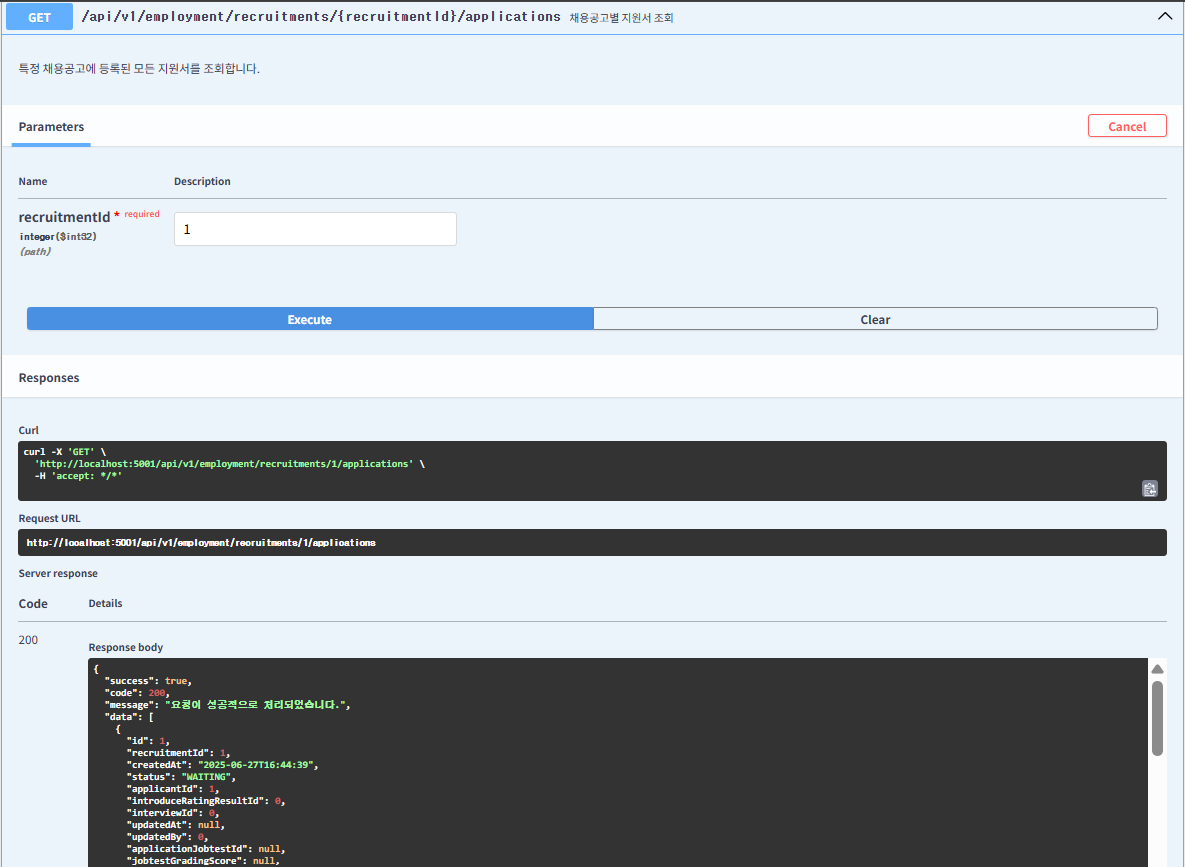 GET /api/v1/employment/recruitments/{recruitmentId}/applications 채용공고별 지원서 조회
특정 채용공고에 등록된 모든 지원서를 조회합니다.
Parameters
Cancel
Name Description
recruitmentId * required
integer($int32)
(path)
1
Execute Clear
Responses
Curl
curl -X 'GET' \
'http://localhost:5001/api/v1/employment/recruitments/1/applications' \
-H 'accept: */*'
Request URL
http://localhost:5001/api/v1/employment/recruitments/1/applications
Server response
Code Details
200
Response body
{
"success": true,
"code": 200,
"message": "요청이 성공적으로 처리되었습니다.",
"data": [
{
"id": 1,
"recruitmentId": 1,
"createdAt": "2025-06-27T16:44:39",
"status": "WAITING",
"applicantId": 1,
"introduceRatingResultId": 0,
"interviewId": 0,
"updatedAt": null,
"updatedBy": 0,
"applicationJobtestId": null,
"jobtestGradingScore": null,